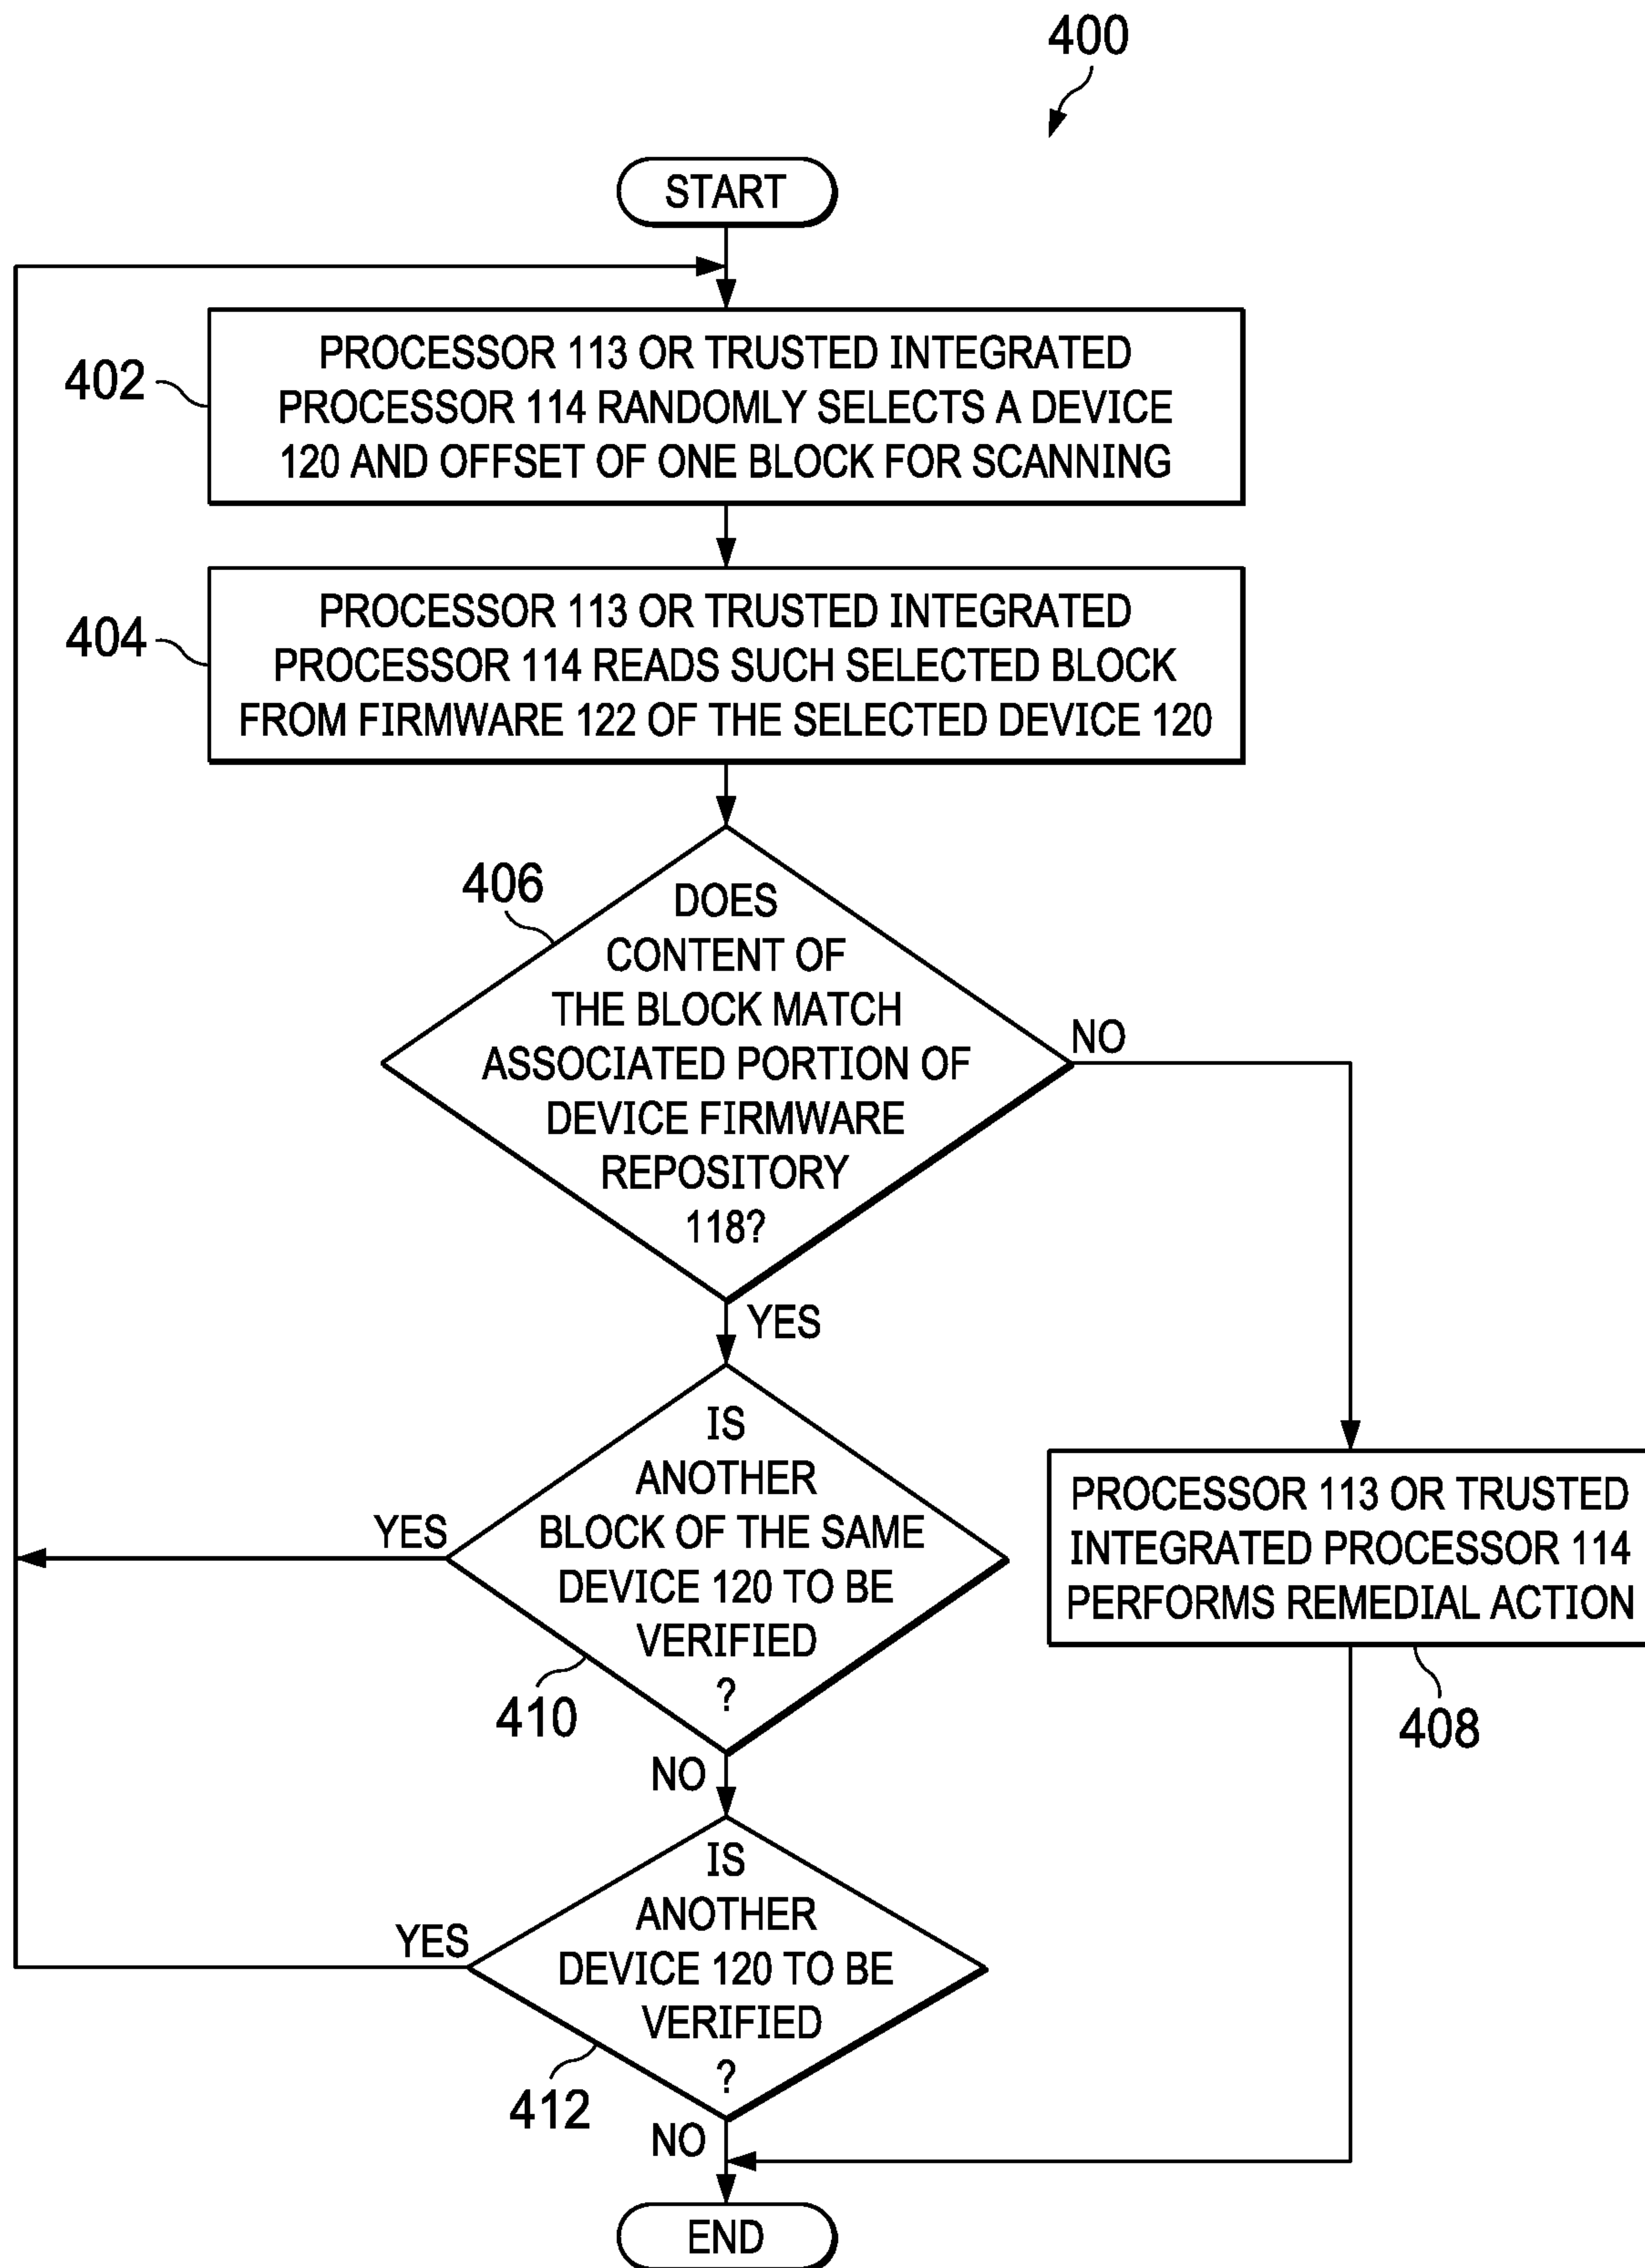 400
START
402
PROCESSOR 113 OR TRUSTED INTEGRATED
PROCESSOR 114 RANDOMLY SELECTS A DEVICE
120 AND OFFSET OF ONE BLOCK FOR SCANNING
404
PROCESSOR 113 OR TRUSTED INTEGRATED
PROCESSOR 114 READS SUCH SELECTED BLOCK
FROM FIRMWARE 122 OF THE SELECTED DEVICE 120
406
DOES
CONTENT OF
THE BLOCK MATCH
ASSOCIATED PORTION OF
DEVICE FIRMWARE
REPOSITORY
118?
NO
YES
IS
ANOTHER
BLOCK OF THE SAME
DEVICE 120 TO BE
VERIFIED
?
YES
410
NO
PROCESSOR 113 OR TRUSTED
INTEGRATED PROCESSOR 114
PERFORMS REMEDIAL ACTION
408
IS
ANOTHER
DEVICE 120 TO BE
VERIFIED
?
YES
412
NO
END